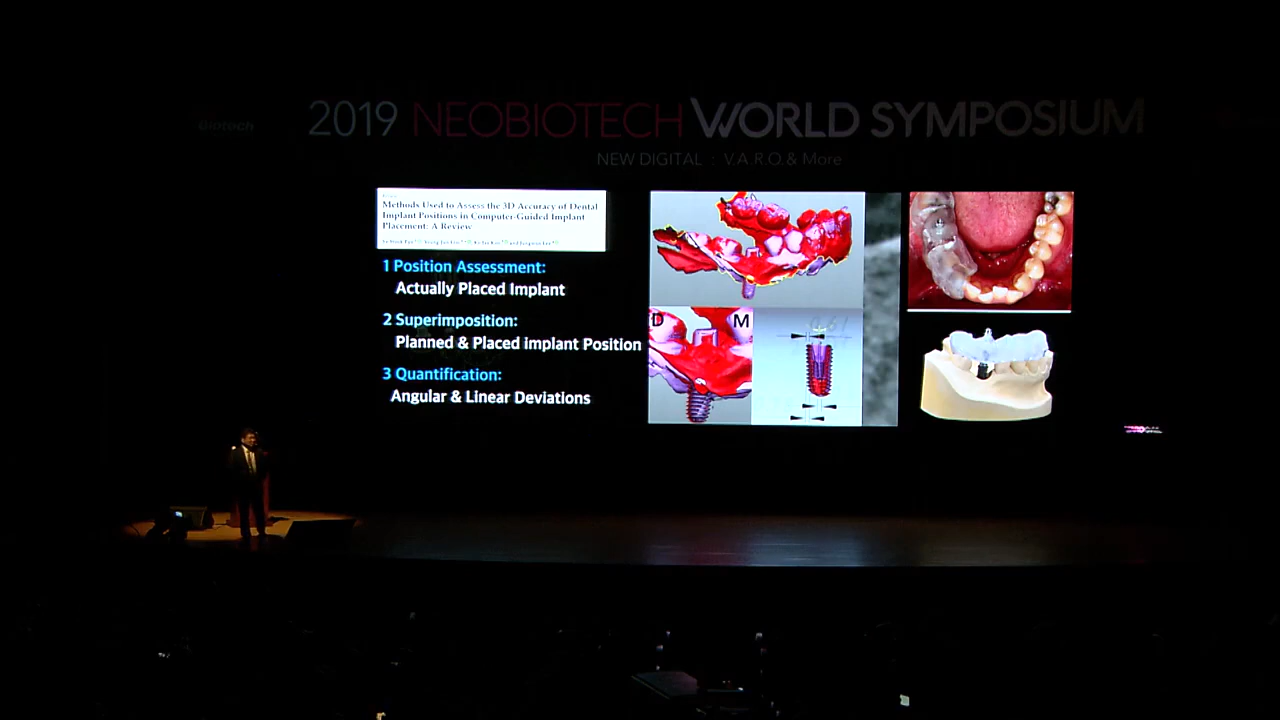 Biotech
2019 NEOBIOTECH WORLD SYMPOSIUM
NEW DIGITAL : V.A.R.O. & More
Methods Used to Assess the 3D Accuracy of Dental
Implant Positions in Computer-Guided Implant
Placement: A Review
1 Position Assessment:
Actually Placed Implant
2 Superimposition:
Planned & Placed implant Position
3 Quantification:
Angular & Linear Deviations
D M